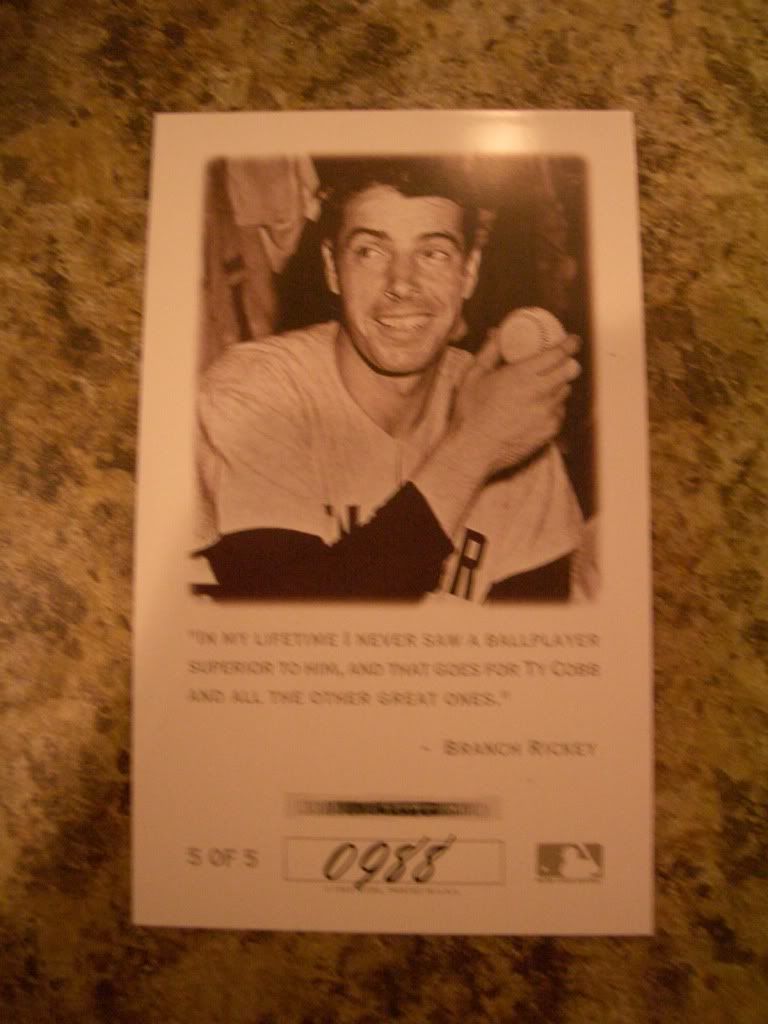 "IN MY LIFETIME I NEVER SAW A BALLPLAYER
SUPERIOR TO HIM, AND THAT GOES FOR TY COBB
AND ALL THE OTHER GREAT ONES."
- BRANCH RICKEY
5 OF 5
0988